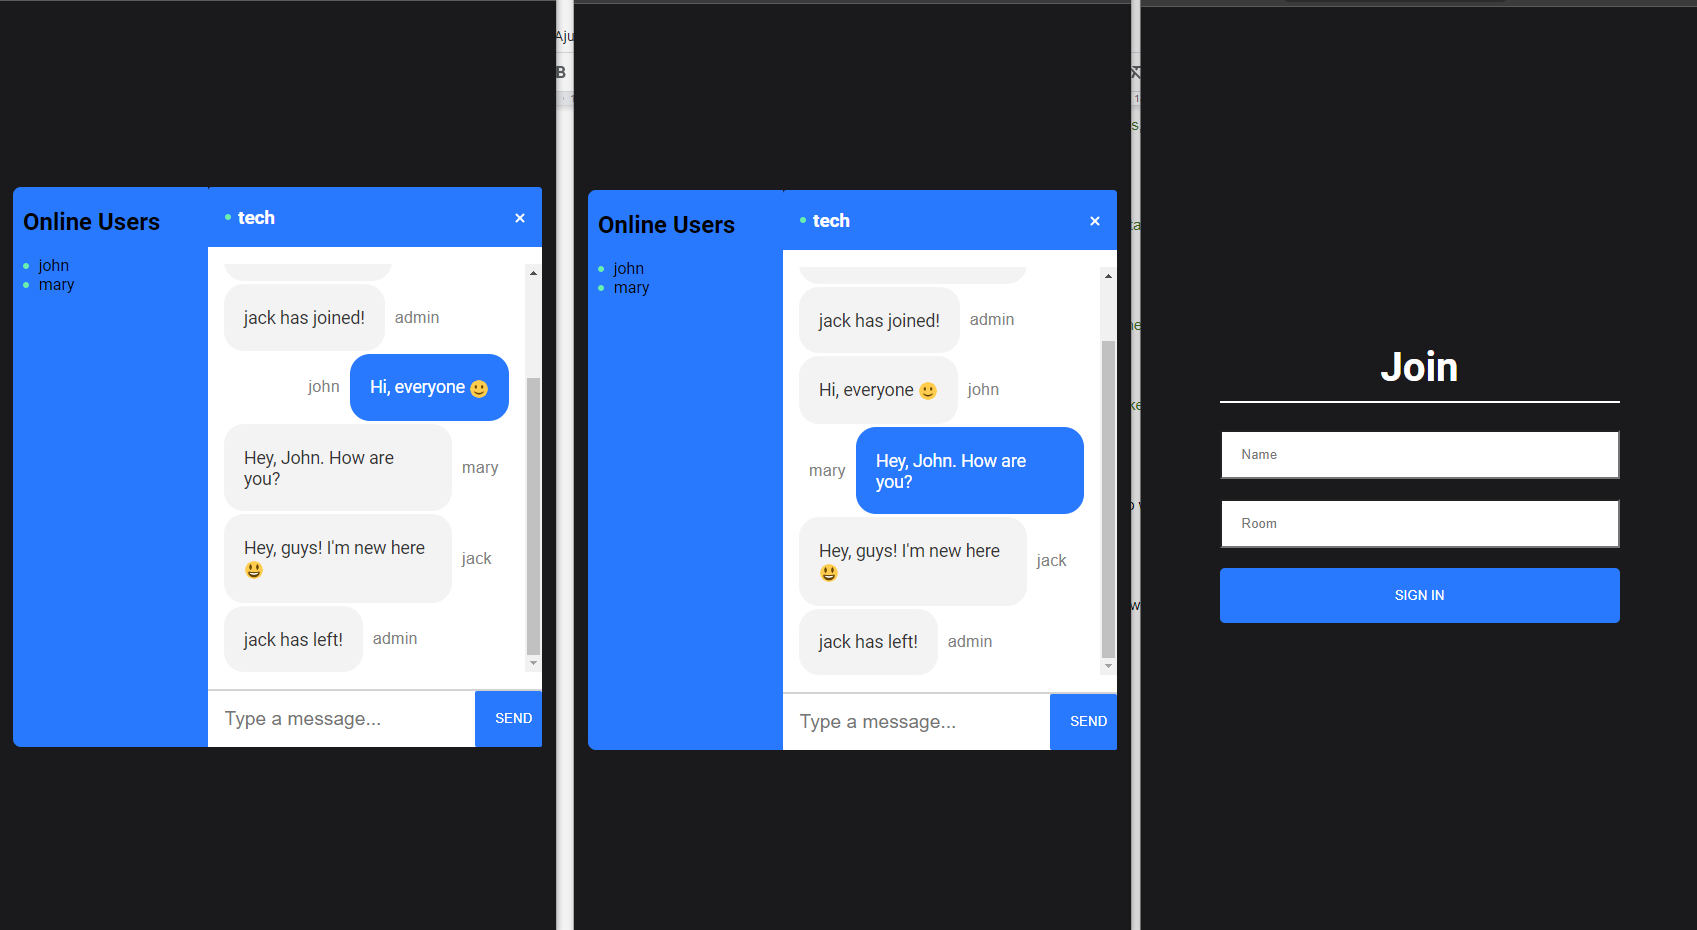 Online Users
john
mary
tech
×
jack has joined!
admin
john
Hi, everyone 🙂
Hey, John. How are
you?
mary
Hey, guys! I'm new here
😃
jack
jack has left!
admin
Type a message...
SEND
Aju
B
Online Users
john
mary
tech
×
jack has joined!
admin
Hi, everyone 🙂
john
mary
Hey, John. How are
you?
Hey, guys! I'm new here
😃
jack
jack has left!
admin
Type a message...
SEND
Join
Name
Room
SIGN IN